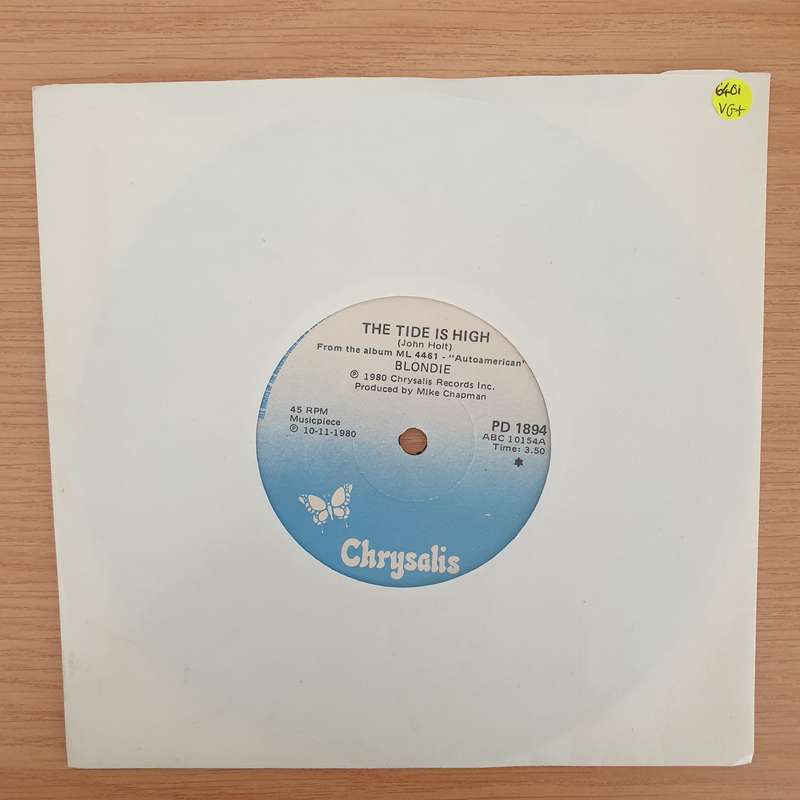 6401
VG+
THE TIDE IS HIGH
(John Holt)
From the album ML 4461 - "Autoamerican"
BLONDIE
℗ 1980 Chrysalis Records Inc.
Produced by Mike Chapman
45 RPM
Musicpiece
℗ 10-11-1980
PD 1894
ABC 10154A
Time: 3.50
*
Chrysalis